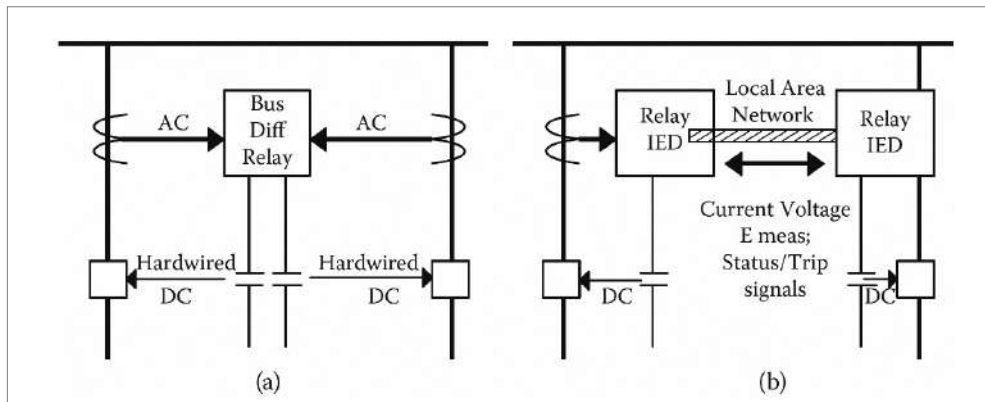 AC
Bus
Diff
Relay
AC
Hardwired
DC
Hardwired
DC
(a)
Relay
IED
Local Area
Network
Relay
IED
Current Voltage
E meas;
Status/Trip
signals
DC
DC
(b)